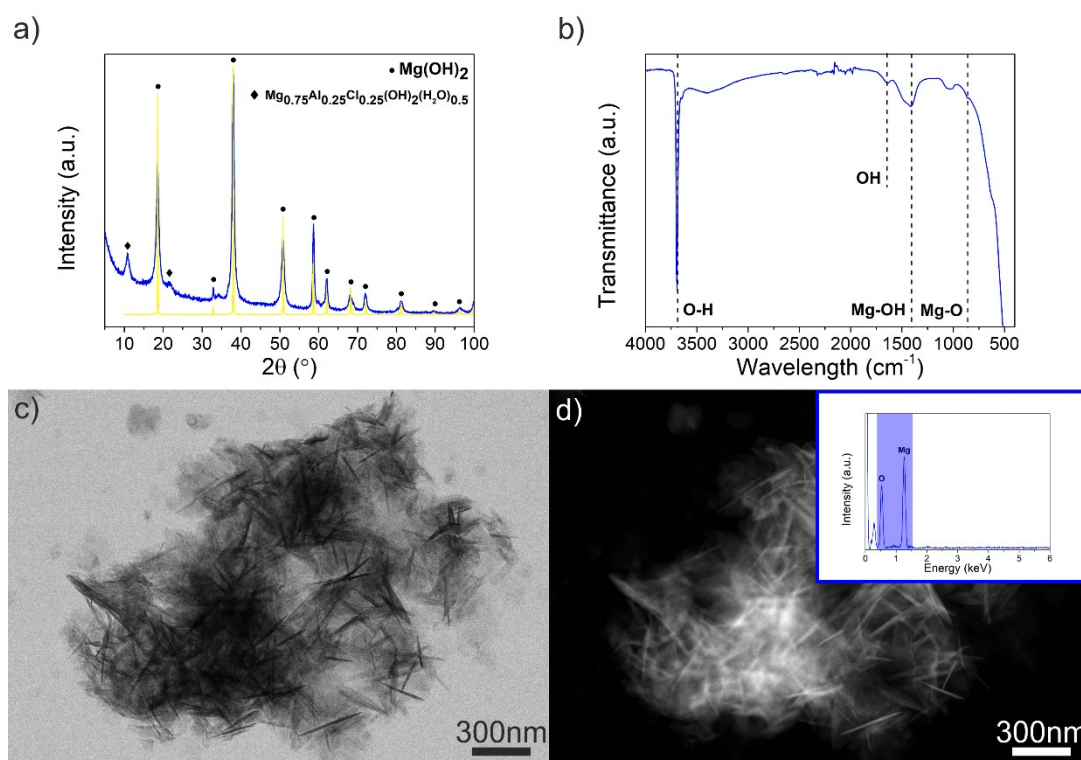 a)
• Mg(OH)2
♦ Mg0.75Al0.25Cl0.25(OH)2(H2O)0.5
Intensity (a.u.)
10 20 30 40 50 60 70 80 90 100
2θ (°)
b)
Transmittance (a.u.)
OH
O-H
Mg-OH
Mg-O
4000 3500 3000 2500 2000 1500 1000 500
Wavelength (cm-1)
c)
300nm
d)
Intensity (a.u.)
O
Mg
0 1 2 3 4 5 6
Energy (keV)
300nm